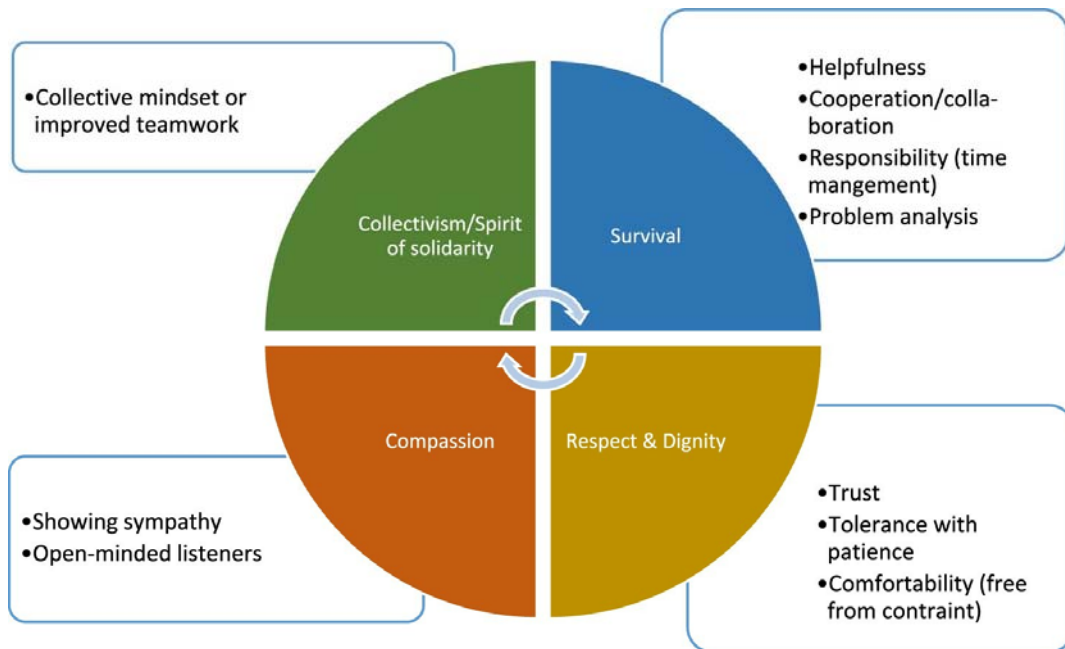 •Collective mindset or
improved teamwork
Collectivism/Spirit
of solidarity
Survival
•Helpfulness
•Cooperation/colla-
boration
•Responsibility (time
mangement)
•Problem analysis
Compassion
Respect & Dignity
•Showing sympathy
•Open-minded listeners
•Trust
•Tolerance with
patience
•Comfortability (free
from contraint)